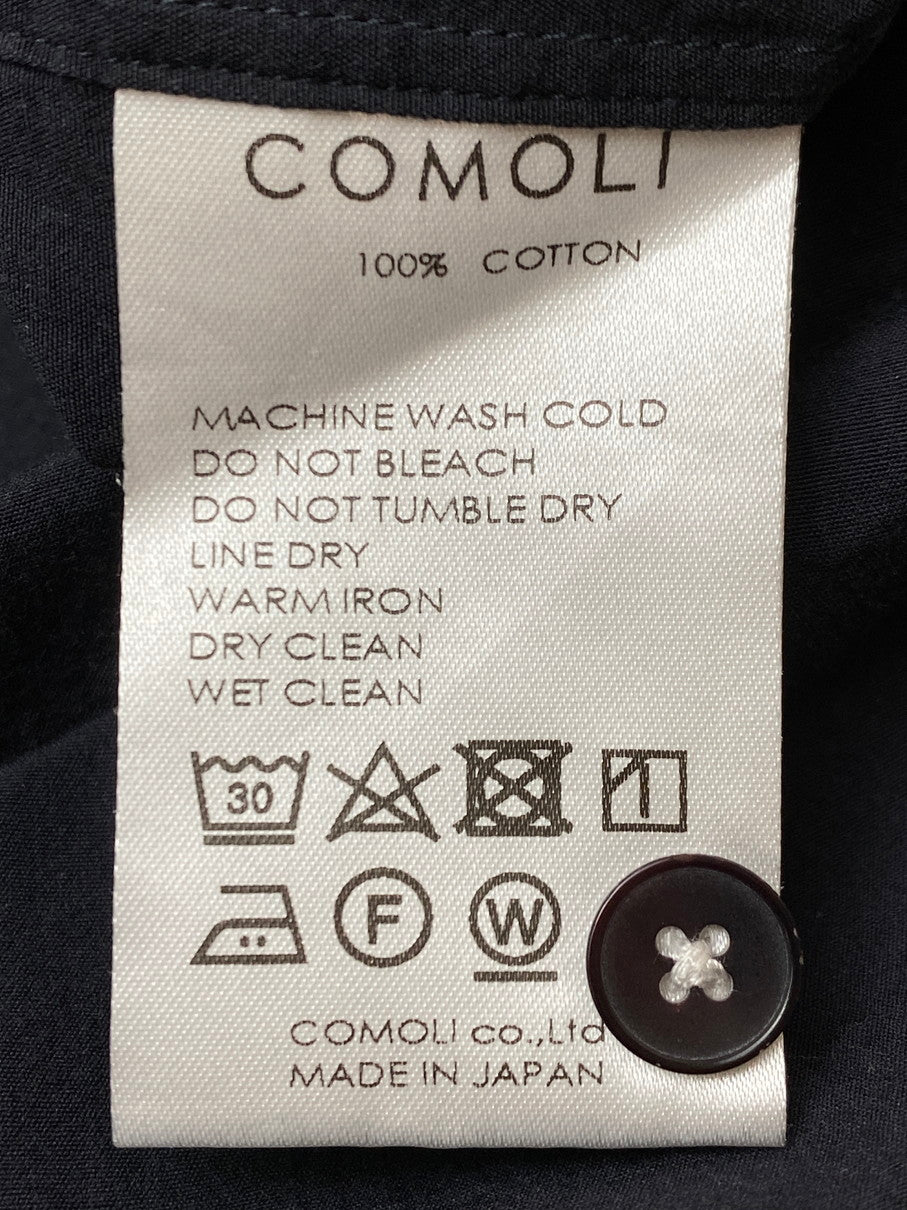 COMOLI
100% COTTON
MACHINE WASH COLD
DO NOT BLEACH
DO NOT TUMBLE DRY
LINE DRY
WARM IRON
DRY CLEAN
WET CLEAN
30
F W
COMOLI co.,Ltd
MADE IN JAPAN